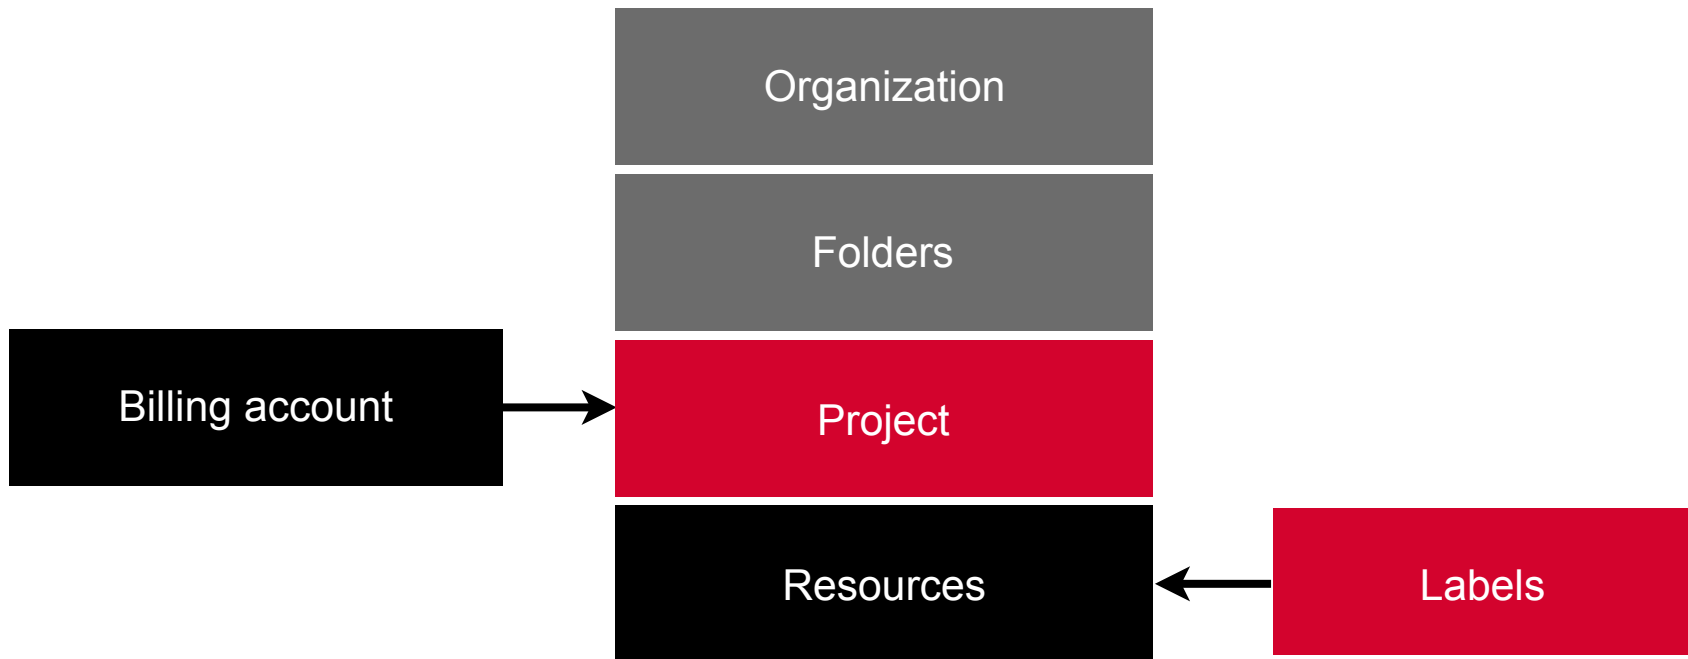 Organization
Folders
Billing account
Project
Resources
Labels